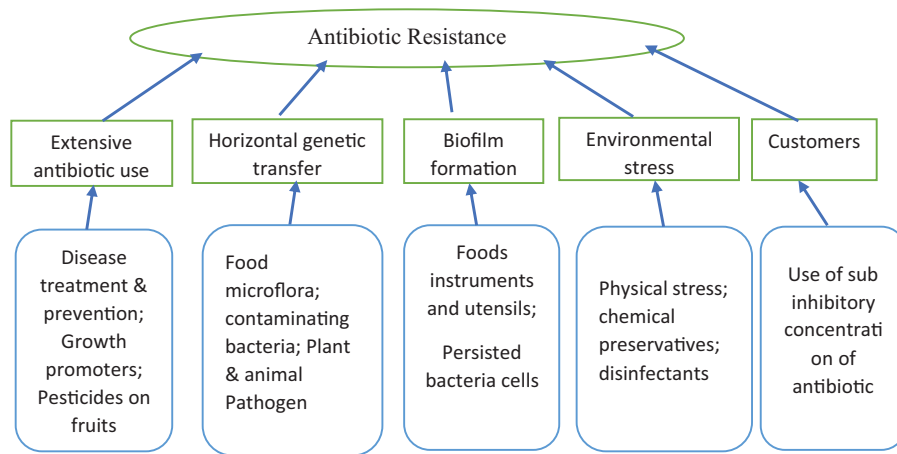 Antibiotic Resistance
Extensive
antibiotic use
Horizontal genetic
transfer
Biofilm
formation
Environmental
stress
Customers
Disease
treatment &
prevention;
Growth
promoters;
Pesticides on
fruits
Food
microflora;
contaminating
bacteria; Plant
& animal
Pathogen
Foods
instruments
and utensils;
Persisted
bacteria cells
Physical stress;
chemical
preservatives;
disinfectants
Use of sub
inhibitory
concentrati
on of
antibiotic